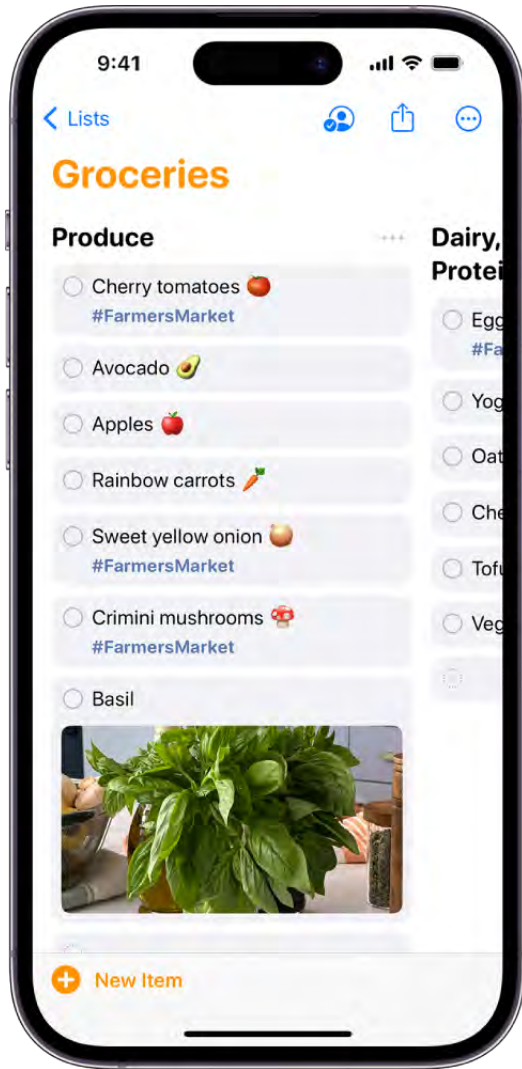 9:41
Lists
Groceries
Produce
Cherry tomatoes 🍅
#FarmersMarket
Avocado 🥑
Apples 🍎
Rainbow carrots 🥕
Sweet yellow onion 🧅
#FarmersMarket
Crimini mushrooms 🍄
#FarmersMarket
Basil
Dairy,
Protei
Egg
#Fa
Yog
Oat
Che
Tofu
Veg
New Item